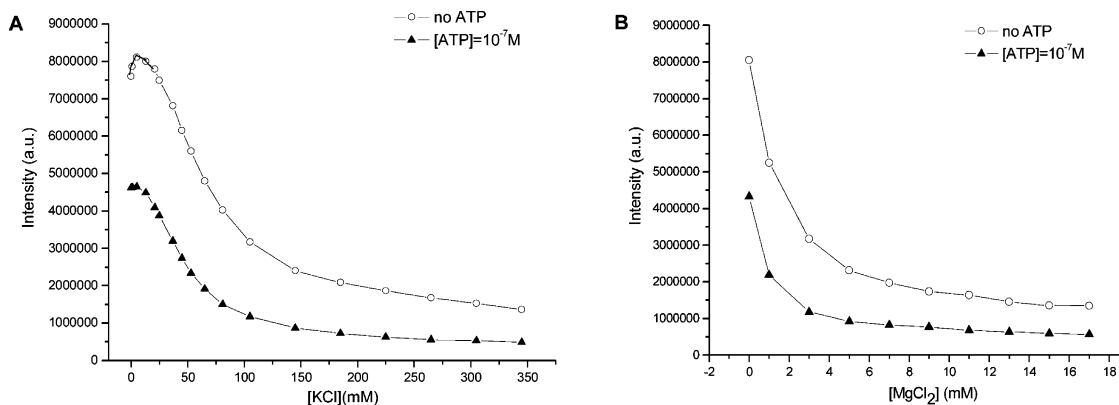 A
no ATP
[ATP]=10⁻⁷M
Intensity (a.u.)
9000000
8000000
7000000
6000000
5000000
4000000
3000000
2000000
1000000
0
0 50 100 150 200 250 300 350
[KCl](mM)
B
no ATP
[ATP]=10⁻⁷M
Intensity (a.u.)
9000000
8000000
7000000
6000000
5000000
4000000
3000000
2000000
1000000
0
-2 0 2 4 6 8 10 12 14 16 18
[MgCl₂] (mM)